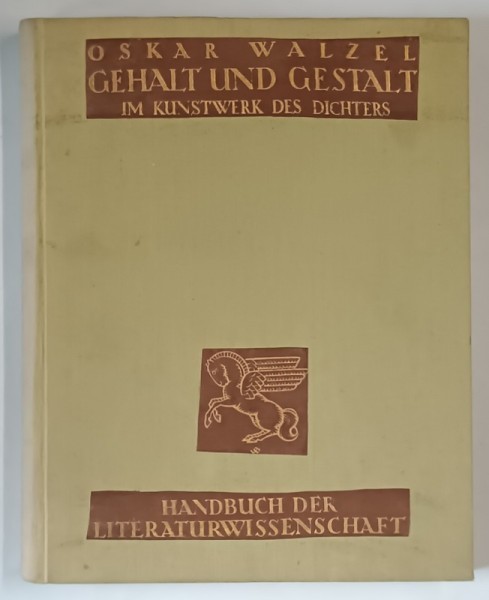 OSKAR WALZEL
GEHALT UND GESTALT
IM KUNSTWERK DES DICHTERS
HANDBUCH DER
LITERATURWISSENSCHAFT